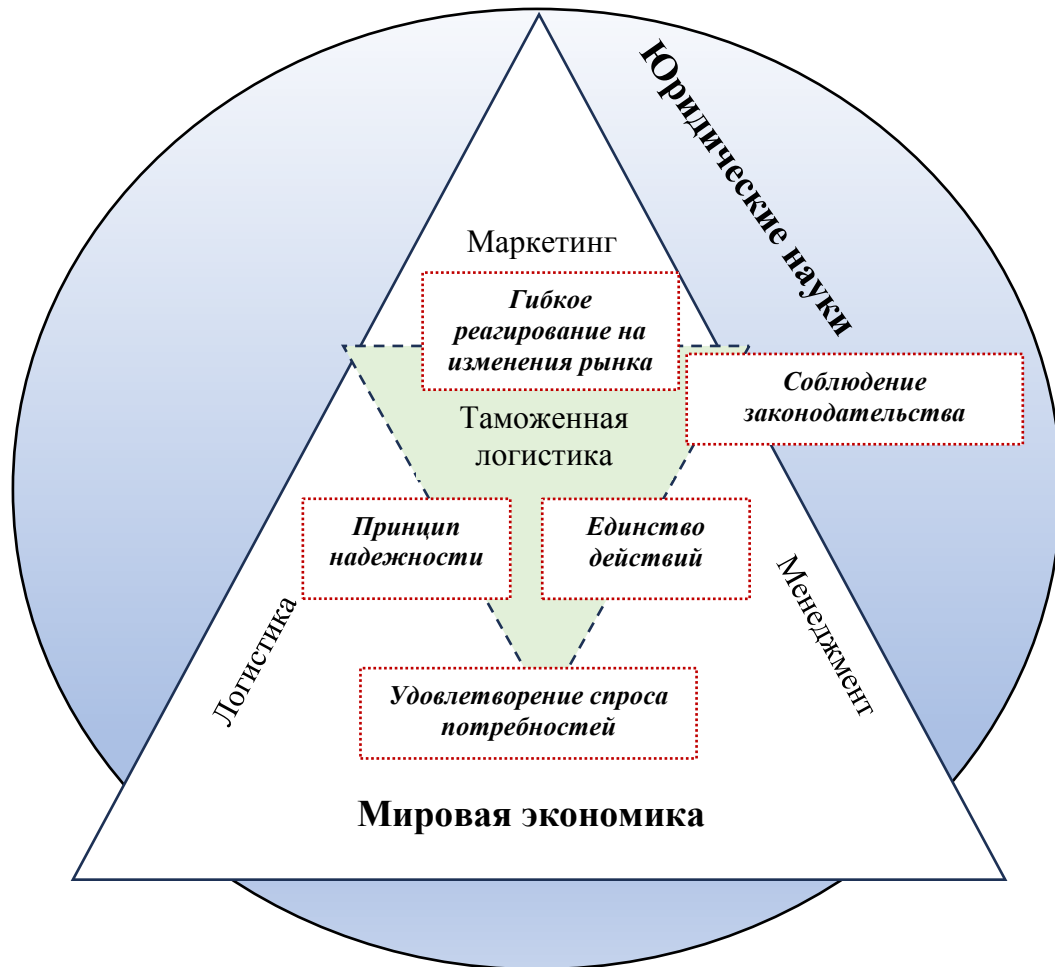 Юридические науки
Маркетинг
Гибкое
реагирование на
изменения рынка
Соблюдение
законодательства
Таможенная
логистика
Принцип
надежности
Единство
действий
Логистика
Менеджмент
Удовлетворение спроса
потребностей
Мировая экономика